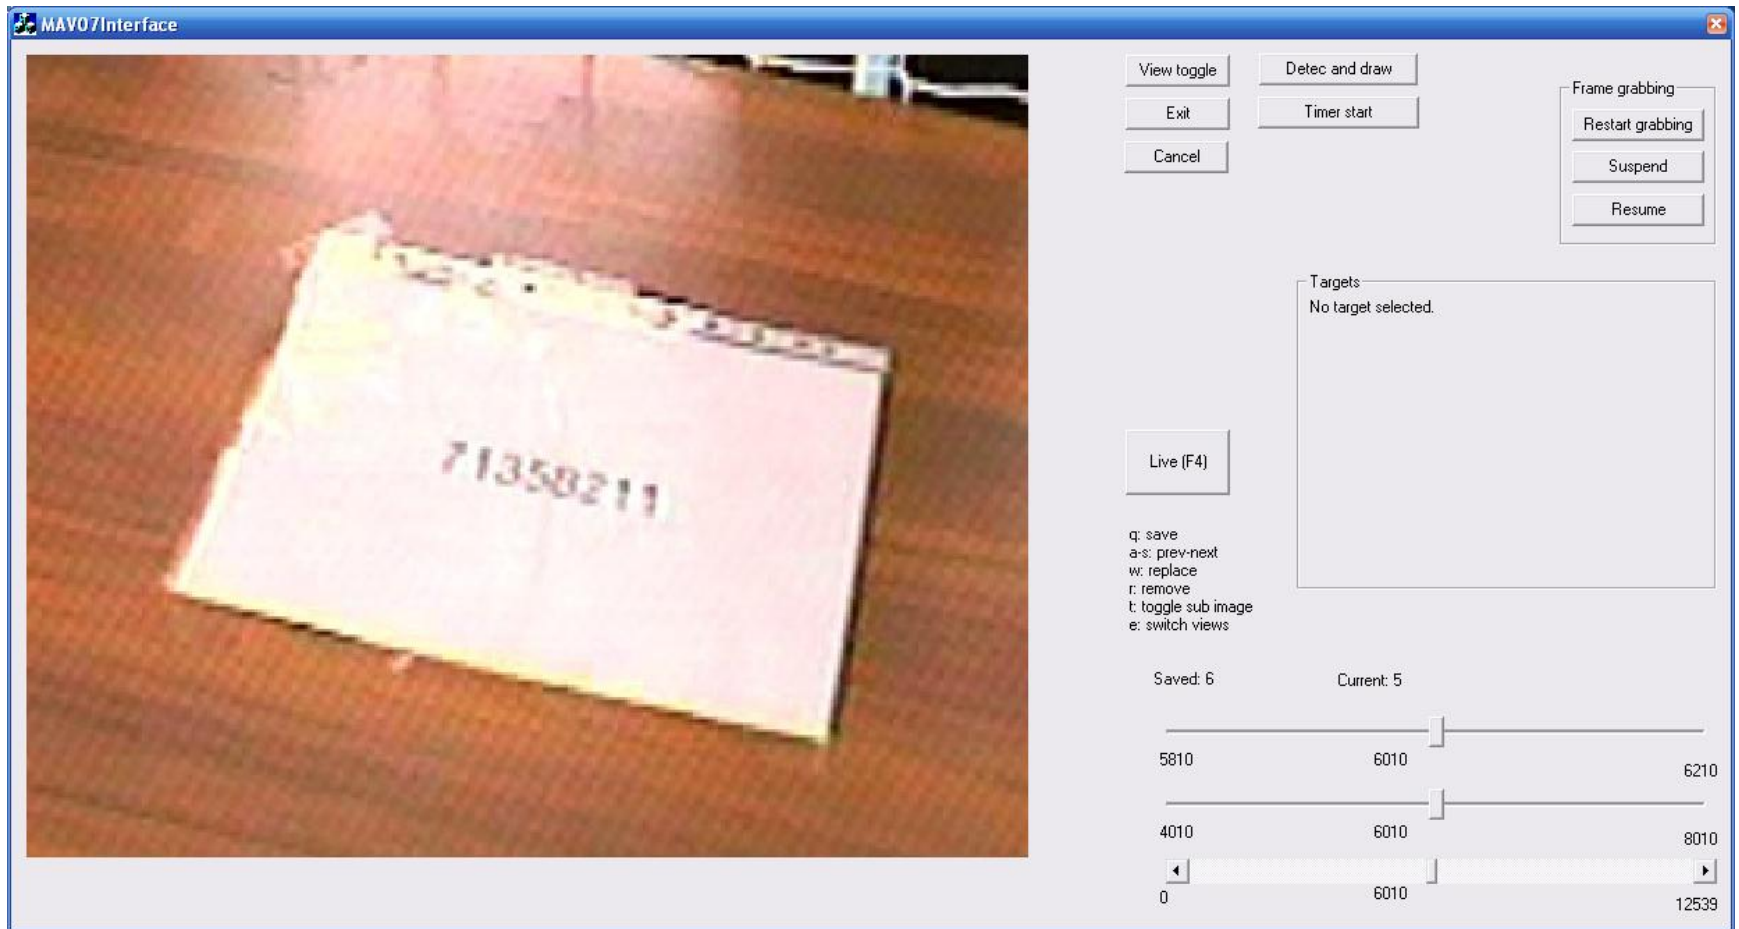 MAV07Interface
View toggle
Detec and draw
Exit
Timer start
Cancel
Frame grabbing
Restart grabbing
Suspend
Resume
Targets
No target selected.
71358211
Live (F4)
q: save
a-s: prev-next
w: replace
r: remove
t: toggle sub image
e: switch views
Saved: 6
Current: 5
5810
6010
6210
4010
6010
8010
0
6010
12539